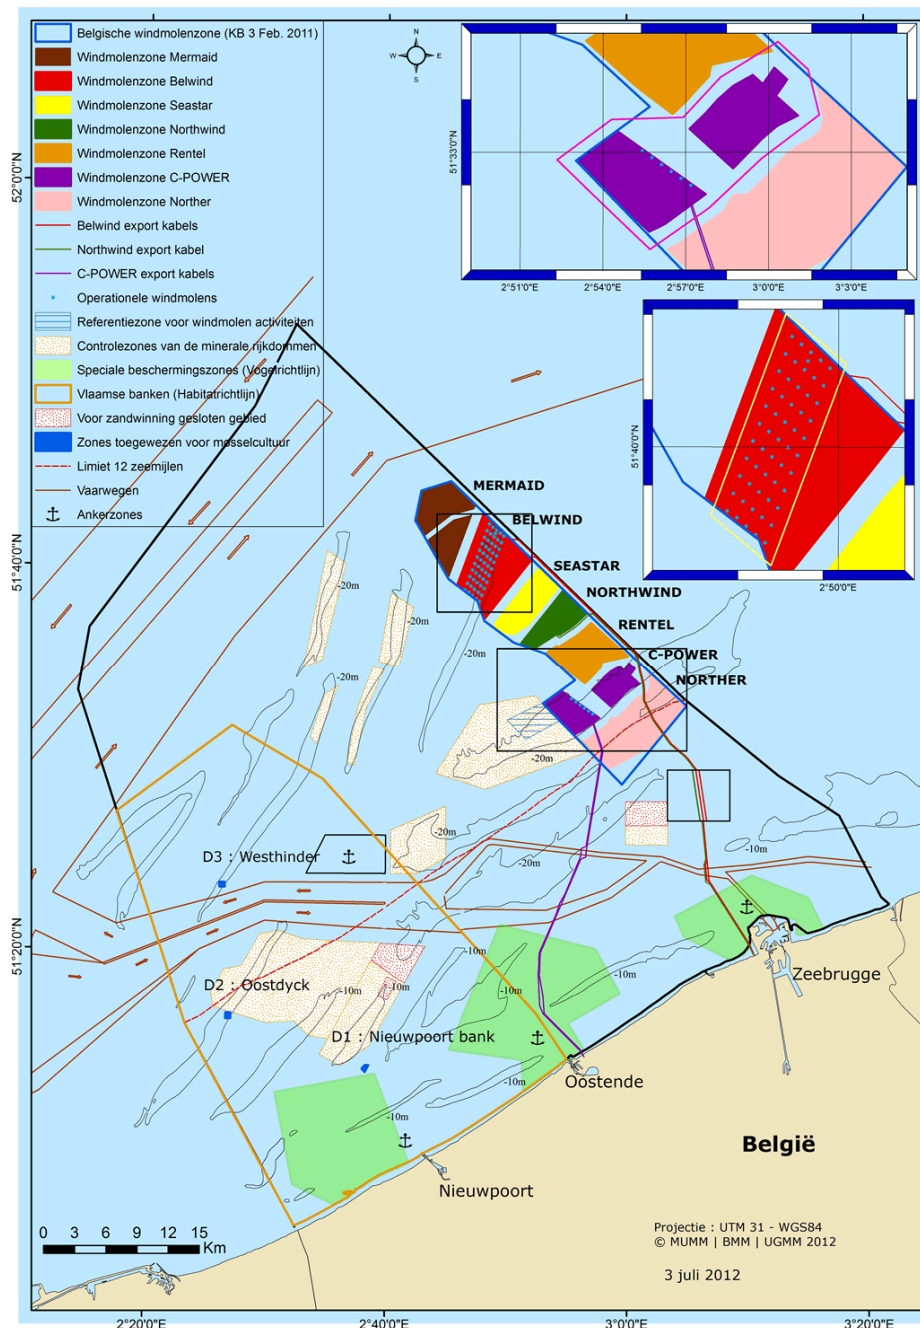 Belgische windmolenzone (KB 3 Feb. 2011)
Windmolenzone Mermaid
Windmolenzone Belwind
Windmolenzone Seastar
Windmolenzone Northwind
Windmolenzone Rentel
Windmolenzone C-POWER
Windmolenzone Norther
Belwind export kabels
Northwind export kabel
C-POWER export kabels
Operationele windmolens
Referentiezone voor windmolen activiteiten
Controlezones van de minerale rijkdommen
Speciale beschermingszones (Vogelrichtlijn)
Vlaamse banken (Habitatrichtlijn)
Voor zandwinning gesloten gebied
Zones toegewezen voor mosselcultuur
Limiet 12 zeemijlen
Vaarwegen
Ankerzones
N
W E
S
51°33'0"N
2°51'0"E 2°54'0"E 2°57'0"E 3°0'0"E 3°3'0"E
51°40'0"N
2°50'0"E
52°0'0"N
51°40'0"N
51°20'0"N
MERMAID
BELWIND
SEASTAR
NORTHWIND
RENTEL
C-POWER
NORTHER
-20m
-20m
-20m
-20m
-20m
-20m
-20m
-10m
D3 : Westhinder
D2 : Oostdyck
D1 : Nieuwpoort bank
-10m
-10m
-10m
-10m
-10m
-10m
-10m
Zeebrugge
Oostende
Nieuwpoort
België
0 3 6 9 12 15
Km
Projectie : UTM 31 - WGS84
© MUMM | BMM | UGMM 2012
3 juli 2012
2°20'0"E 2°40'0"E 3°0'0"E 3°20'0"E